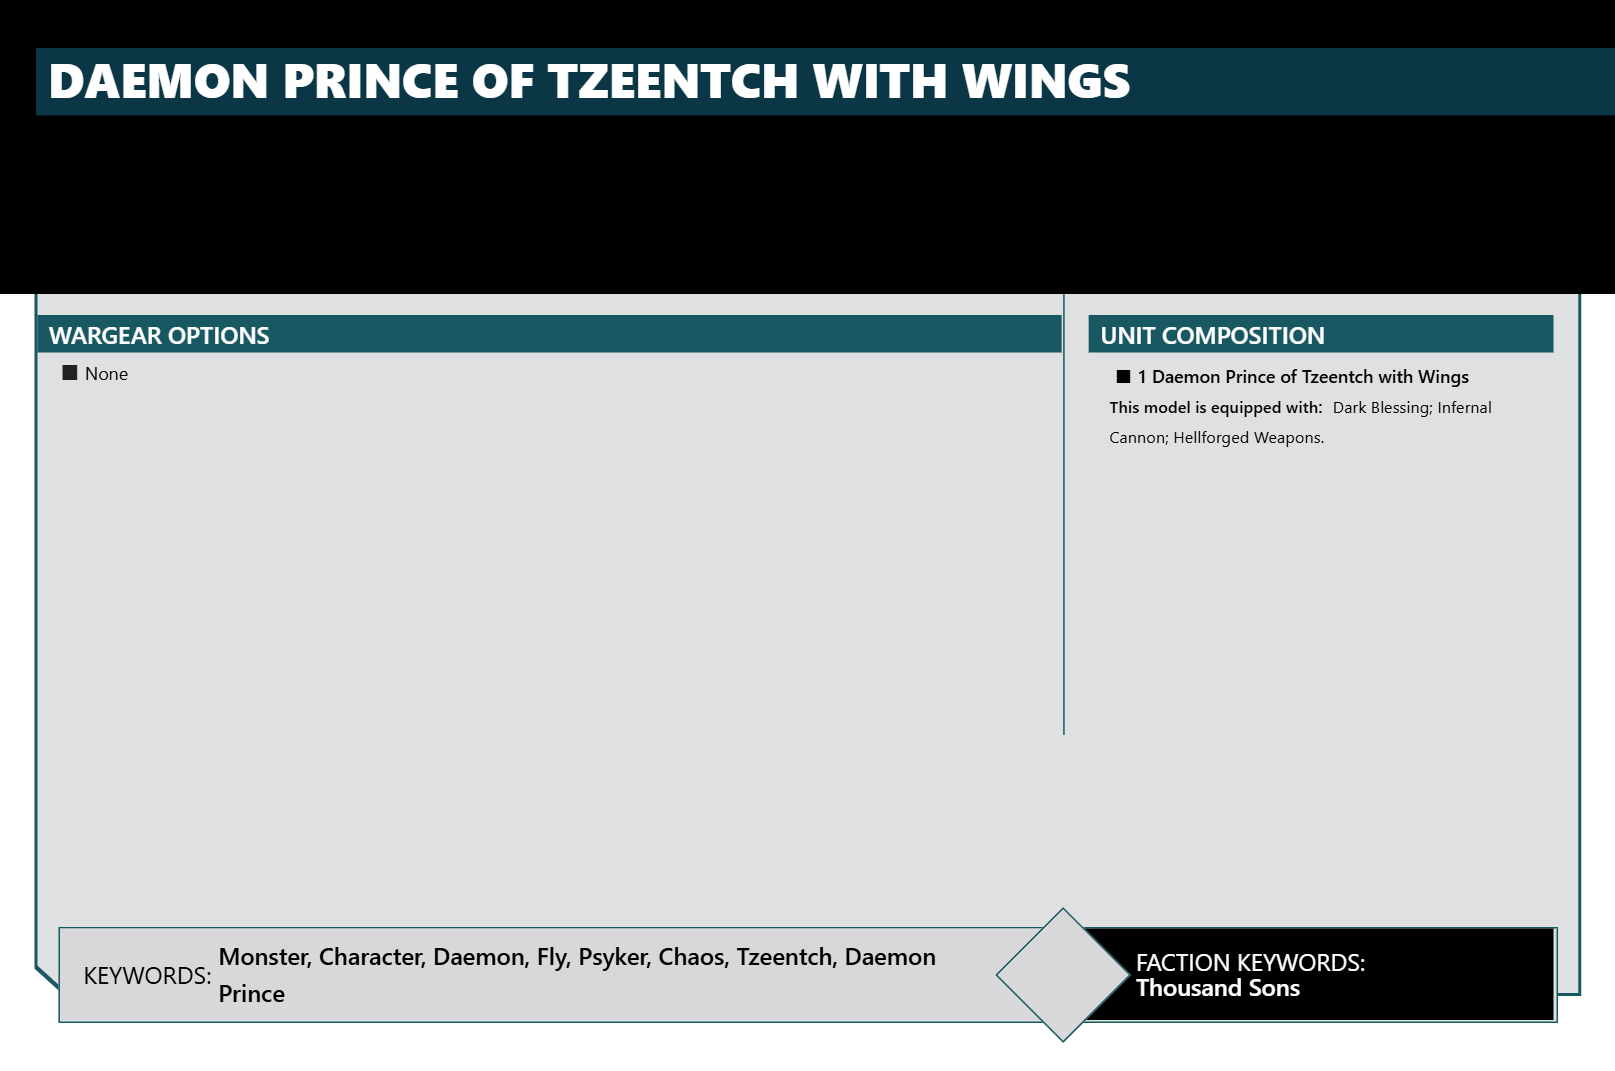 DAEMON PRINCE OF TZEENTCH WITH WINGS
WARGEAR OPTIONS
None
UNIT COMPOSITION
1 Daemon Prince of Tzeentch with Wings
This model is equipped with: Dark Blessing; Infernal
Cannon; Hellforged Weapons.
KEYWORDS: Monster, Character, Daemon, Fly, Psyker, Chaos, Tzeentch, Daemon
Prince
FACTION KEYWORDS:
Thousand Sons